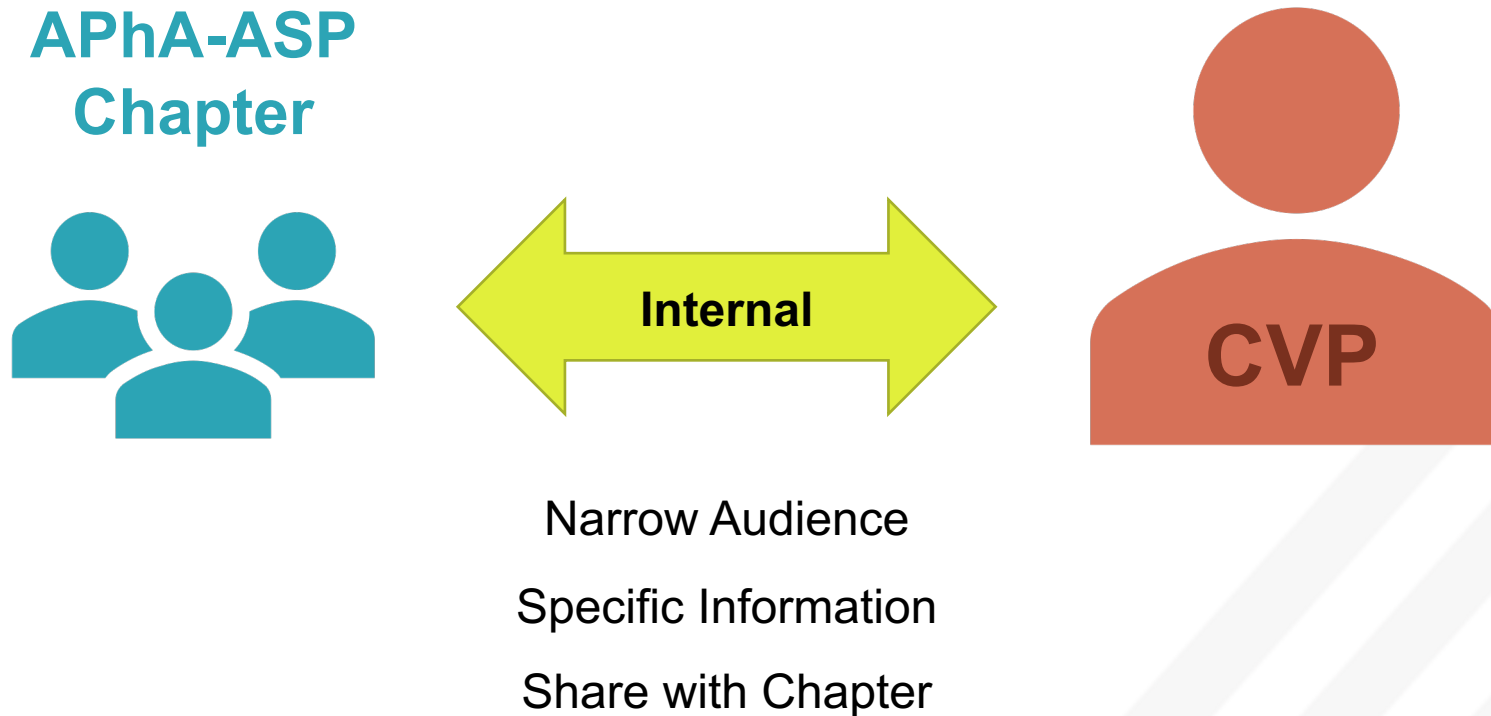 APhA-ASP
Chapter
Internal
CVP
Narrow Audience
Specific Information
Share with Chapter